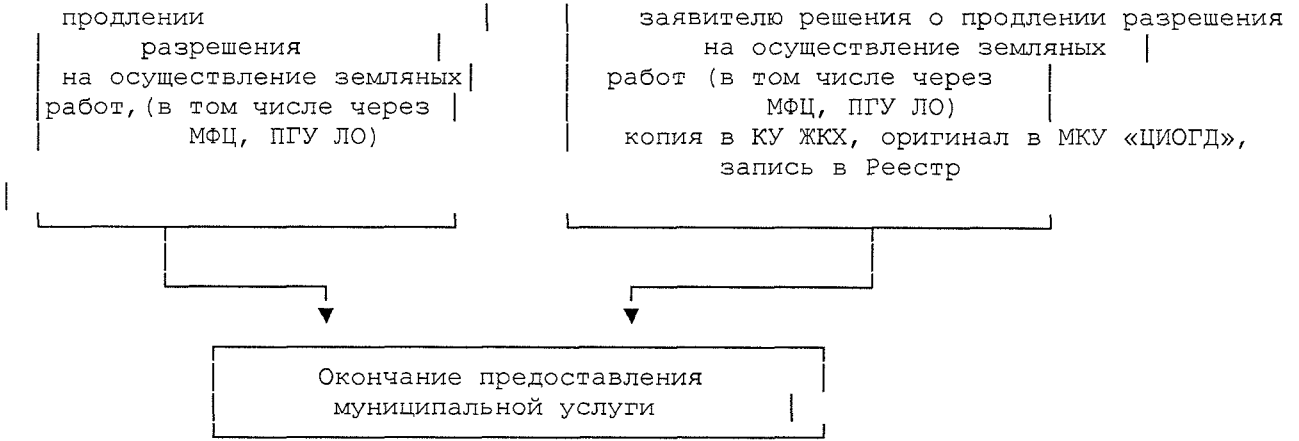 продлении
разрешения
на осуществление земляных
работ,(в том числе через
МФЦ, ПГУ ЛО)
заявителю решения о продлении разрешения
на осуществление земляных
работ (в том числе через
МФЦ, ПГУ ЛО)
копия в КУ ЖКХ, оригинал в МКУ «ЦИОГД»,
запись в Реестр
Окончание предоставления
муниципальной услуги